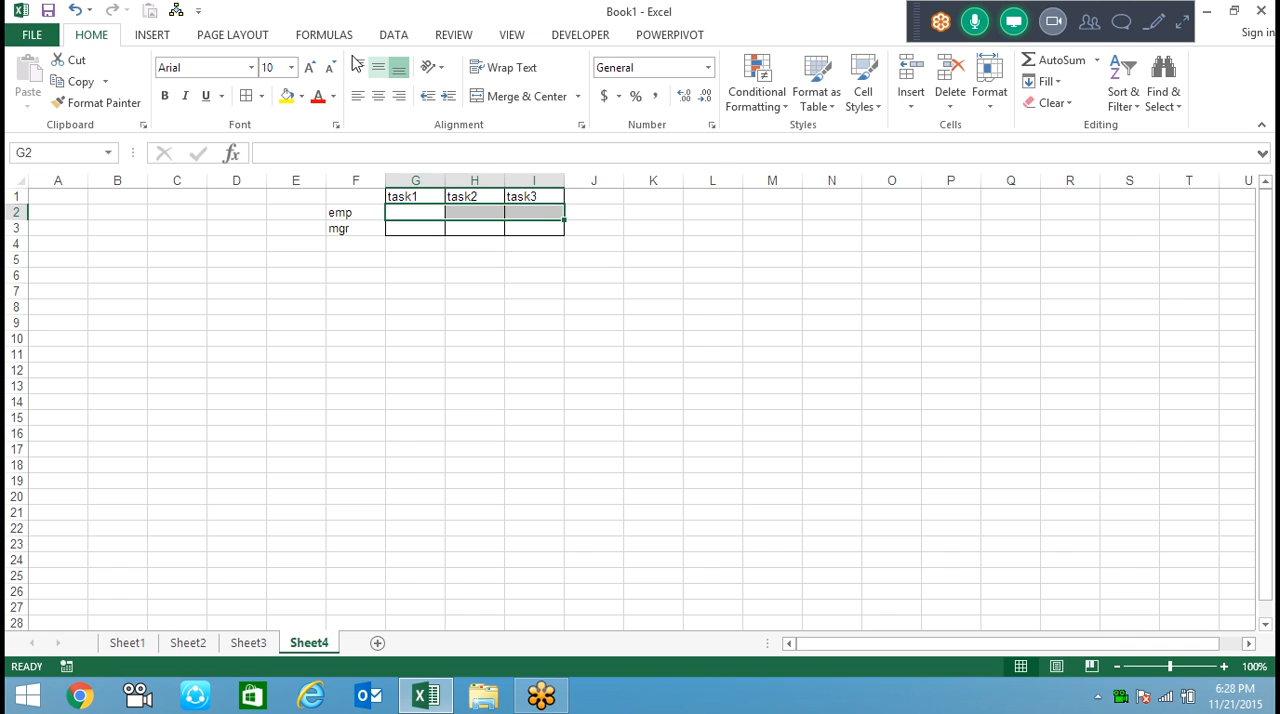 Book1 - Excel
Sign in
FILE HOME INSERT PAGE LAYOUT FORMULAS REVIEW VIEW DEVELOPER POWERPIVOT
Paste Cut Copy Format Painter
Arial 10
B I U
Wrap Text
Merge & Center
General
$ % ,
Conditional Formatting
Format as Table
Cell Styles
Insert Delete Format
AutoSum Fill Clear
Sort & Filter
Find & Select
Clipboard Font Alignment Number Styles Cells Editing
G2 fx
A B C D E F G H I J K L M N O P Q R S T U
1 task1 task2 task3
2 emp
3 mgr
4
5
6
7
8
9
10
11
12
13
14
15
16
17
18
19
20
21
22
23
24
25
26
27
28
Sheet1 Sheet2 Sheet3 Sheet4
READY 100%
6:28 PM
11/21/2015